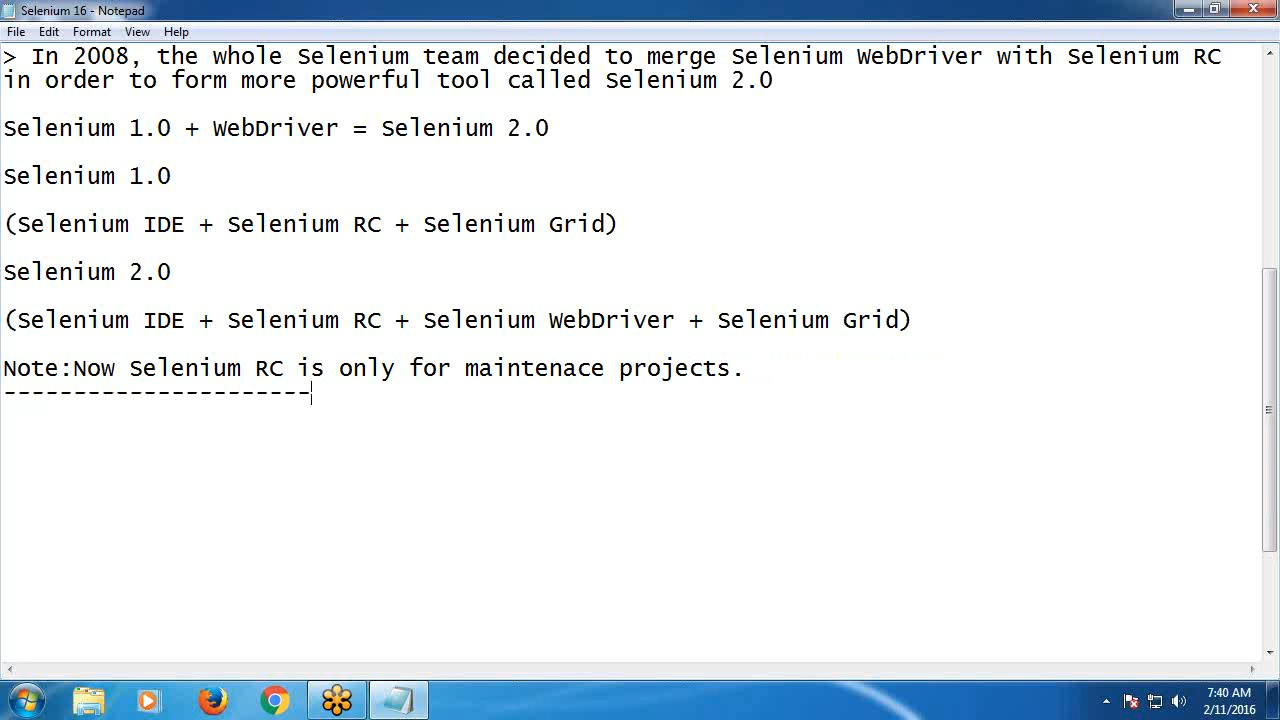 Selenium 16 - Notepad
File Edit Format View Help
> In 2008, the whole Selenium team decided to merge Selenium WebDriver with Selenium RC
in order to form more powerful tool called Selenium 2.0
Selenium 1.0 + WebDriver = Selenium 2.0
Selenium 1.0
(Selenium IDE + Selenium RC + Selenium Grid)
Selenium 2.0
(Selenium IDE + Selenium RC + Selenium WebDriver + Selenium Grid)
Note:Now Selenium RC is only for maintenace projects.
----------------------
7:40 AM
2/11/2016